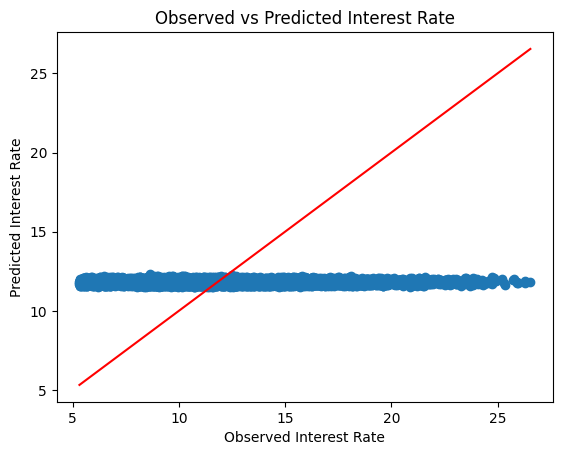 Observed vs Predicted Interest Rate
Predicted Interest Rate
25
20
15
10
5
5 10 15 20 25
Observed Interest Rate